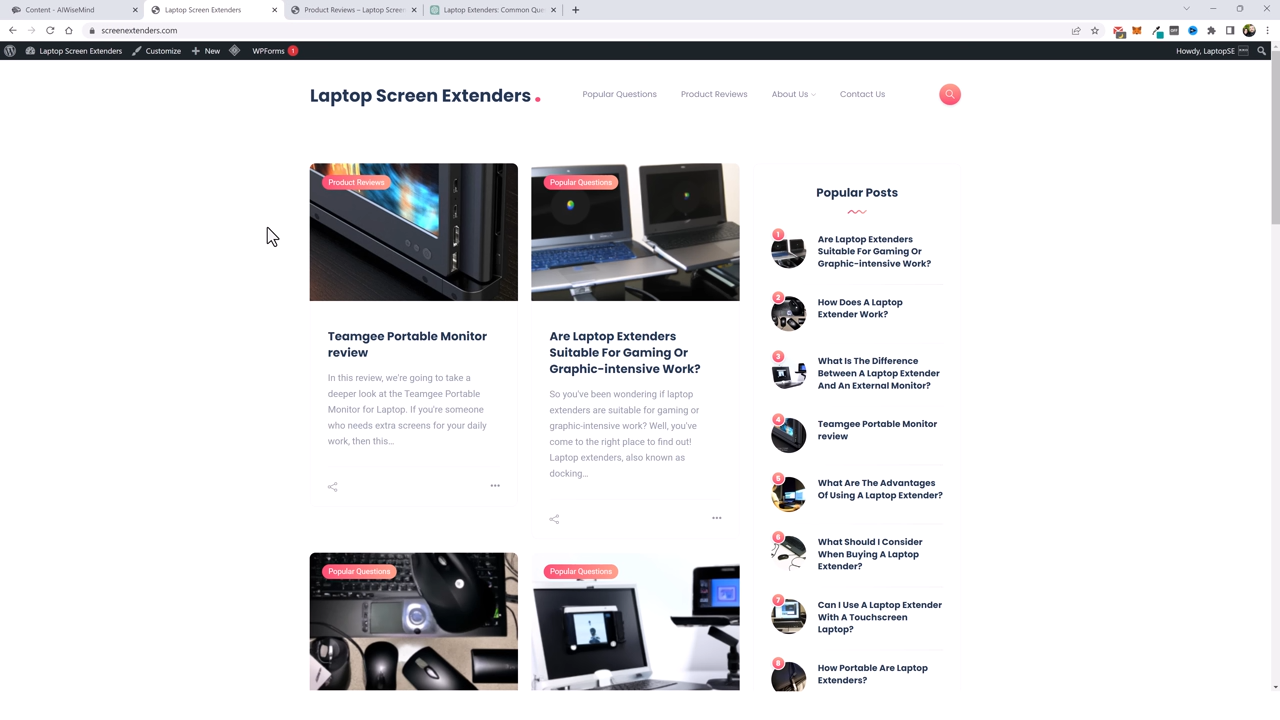 Content - AIWiseMind
Laptop Screen Extenders
Product Reviews – Laptop Screen
Laptop Extenders: Common Que
screenextenders.com
Laptop Screen Extenders
Customize
New
WPForms 1
Howdy, LaptopSE
Laptop Screen Extenders.
Popular Questions
Product Reviews
About Us
Contact Us
Product Reviews
Teamgee Portable Monitor
review
In this review, we're going to take a
deeper look at the Teamgee Portable
Monitor for Laptop. If you're someone
who needs extra screens for your daily
work, then this...
Popular Questions
Are Laptop Extenders
Suitable For Gaming Or
Graphic-intensive Work?
So you've been wondering if laptop
extenders are suitable for gaming or
graphic-intensive work? Well, you've
come to the right place to find out!
Laptop extenders, also known as
docking...
Popular Questions
Popular Questions
Popular Posts
1
Are Laptop Extenders
Suitable For Gaming Or
Graphic-intensive Work?
2
How Does A Laptop
Extender Work?
3
What Is The Difference
Between A Laptop Extender
And An External Monitor?
4
Teamgee Portable Monitor
review
5
What Are The Advantages
Of Using A Laptop Extender?
6
What Should I Consider
When Buying A Laptop
Extender?
7
Can I Use A Laptop Extender
With A Touchscreen
Laptop?
8
How Portable Are Laptop
Extenders?